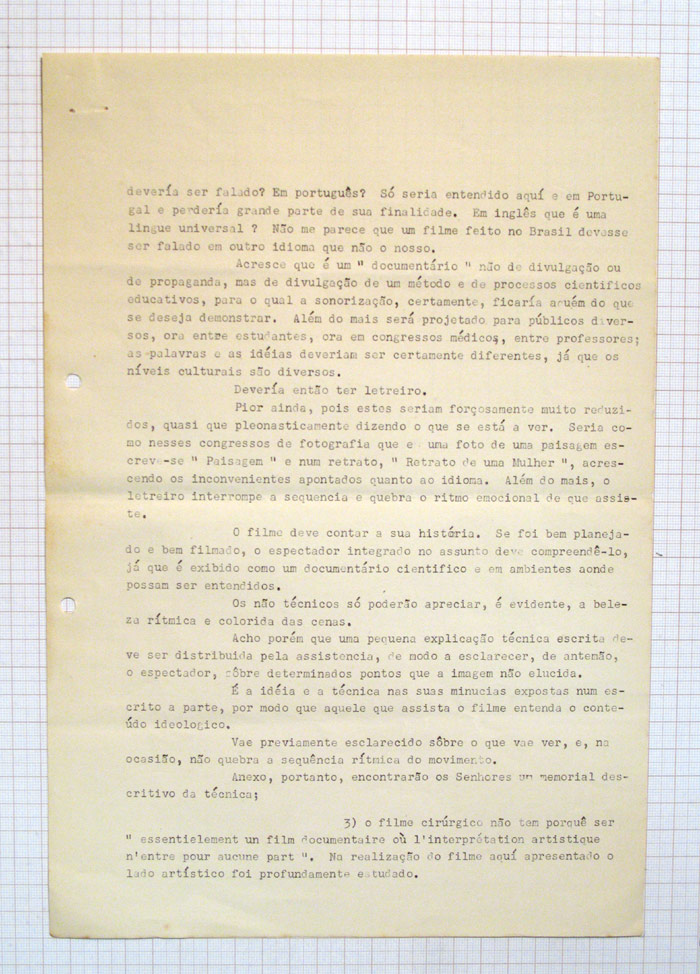 devería ser falado? Em português?  Só seria entendido aquí e em Portu-
gal e perdería grande parte de sua finalidade.  Em inglês que é uma
lingue universal ?  Não me parece que um filme feito no Brasil devesse
ser falado em outro idioma que não o nosso.
Acresce que é um " documentário " não de divulgação ou
de propaganda, mas de divulgação de um método e de processos cientificos
educativos, para o qual a sonorização, certamente, ficaría aquém do que
se deseja demonstrar.  Além do mais será projetado para públicos diver-
sos, ora entre estudantes, ora em congressos médicos, entre professores;
as palavras e as idéias deveriam ser certamente diferentes, já que os
níveis culturais são diversos.
Devería então ter letreiro.
Pior ainda, pois estes seriam forçosamente muito reduzi-
dos, quasi que pleonasticamente dizendo o que se está a ver.  Seria co-
mo nesses congressos de fotografia que em uma foto de uma paisagem es-
creve-se " Paisagem " e num retrato, " Retrato de uma Mulher ", acres-
cendo os inconvenientes apontados quanto ao idioma.  Além do mais, o
letreiro interrompe a sequencia e quebra o ritmo emocional de que assis-
te.
O filme deve contar a sua história.  Se foi bem planeja-
do e bem filmado, o espectador integrado no assunto deve compreendê-lo,
já que é exibido como um documentário cientifico e em ambientes aonde
possam ser entendidos.
Os não técnicos só poderão apreciar, é evidente, a bele-
za rítmica e colorida das cenas.
Acho porém que uma pequena explicação técnica escrita de-
ve ser distribuida pela assistencia, de modo a esclarecer, de antemão,
o espectador, sôbre determinados pontos que a imagem não elucida.
É a idéia e a técnica nas suas minucias expostas num es-
crito a parte, por modo que aquele que assista o filme entenda o conte-
údo ideologico.
Vae previamente esclarecido sôbre o que vae ver, e, na
ocasião, não quebra a sequência rítmica do movimento.
Anexo, portanto, encontrarão os Senhores um memorial des-
critivo da técnica;
3) o filme cirúrgico não tem porquê ser
" essentielement un film documentaire où l'interprétation artistique
n'entre pour aucune part ".  Na realização do filme aquí apresentado o
lado artístico foi profundamente estudado.